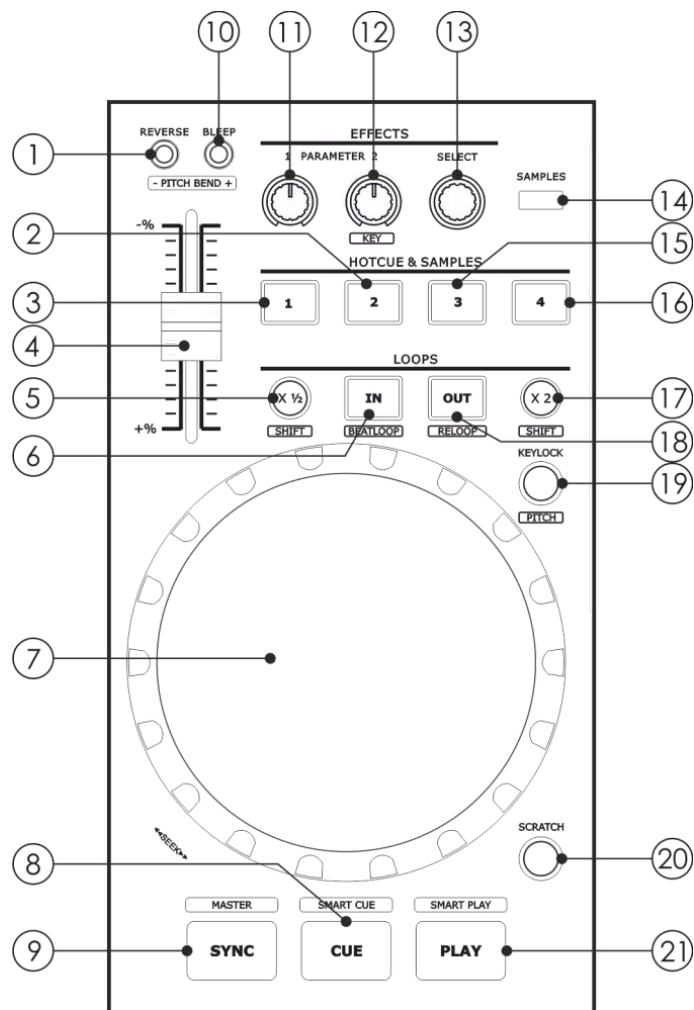 10 11 12 13
REVERSE BLEEP
EFFECTS
1 1 PARAMETER 2 SELECT
SAMPLES
- PITCH BEND +
14
2 -% KEY 15
HOTCUE & SAMPLES
3 1 2 3 4 16
4
LOOPS
5 X ½ IN OUT X 2 17
+% SHIFT BEATLOOP RELOOP SHIFT 18
6 KEYLOCK
19
PITCH
7
◄◄SEEK►►
SCRATCH
8 20
MASTER SMART CUE SMART PLAY
9 SYNC CUE PLAY 21